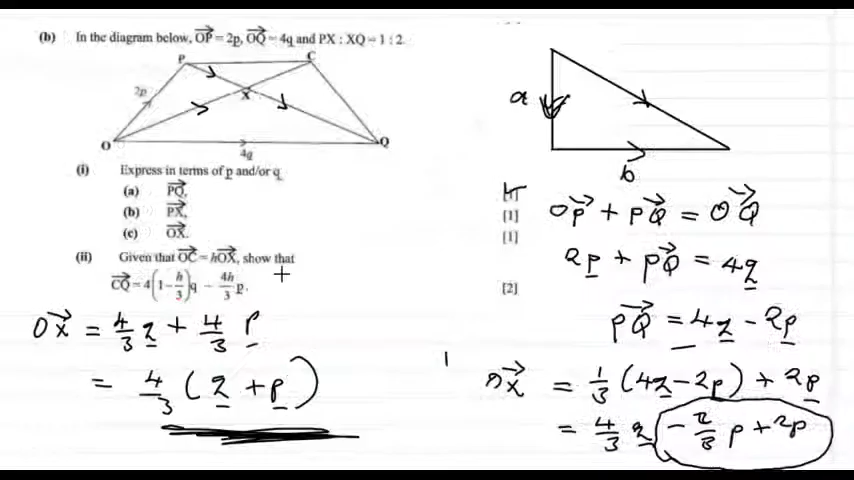 (b) In the diagram below, OP = 2p, OQ = 4q and PX : XQ = 1 : 2.
P
C
2p
X
O
Q
4q
(i) Express in terms of p and/or q
(a) PQ, [1]
(b) PX, [1]
(c) OX. [1]
(ii) Given that OC = hOX, show that
CQ = 4(1 - h/3)q - 4h/3 p. [2]
OX = 4/3 q + 4/3 p
= 4/3 (q + p)
a
b
OP + PQ = OQ
2p + PQ = 4q
PQ = 4q - 2p
OX = 1/3 (4q - 2p) + 2p
= 4/3 q - 2/3 p + 2p